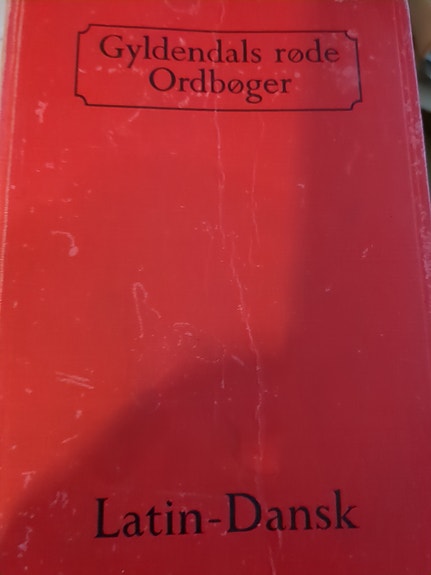 Gyldendals røde
Ordbøger
Latin-Dansk